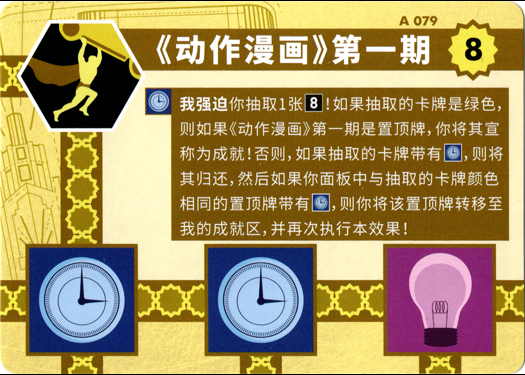 A 079
《动作漫画》第一期 8
我强迫你抽取1张8!如果抽取的卡牌是绿色,
则如果《动作漫画》第一期是置顶牌,你将其宣
称为成就!否则,如果抽取的卡牌带有,则将
其归还,然后如果你面板中与抽取的卡牌颜色
相同的置顶牌带有,则你将该置顶牌转移至
我的成就区,并再次执行本效果!